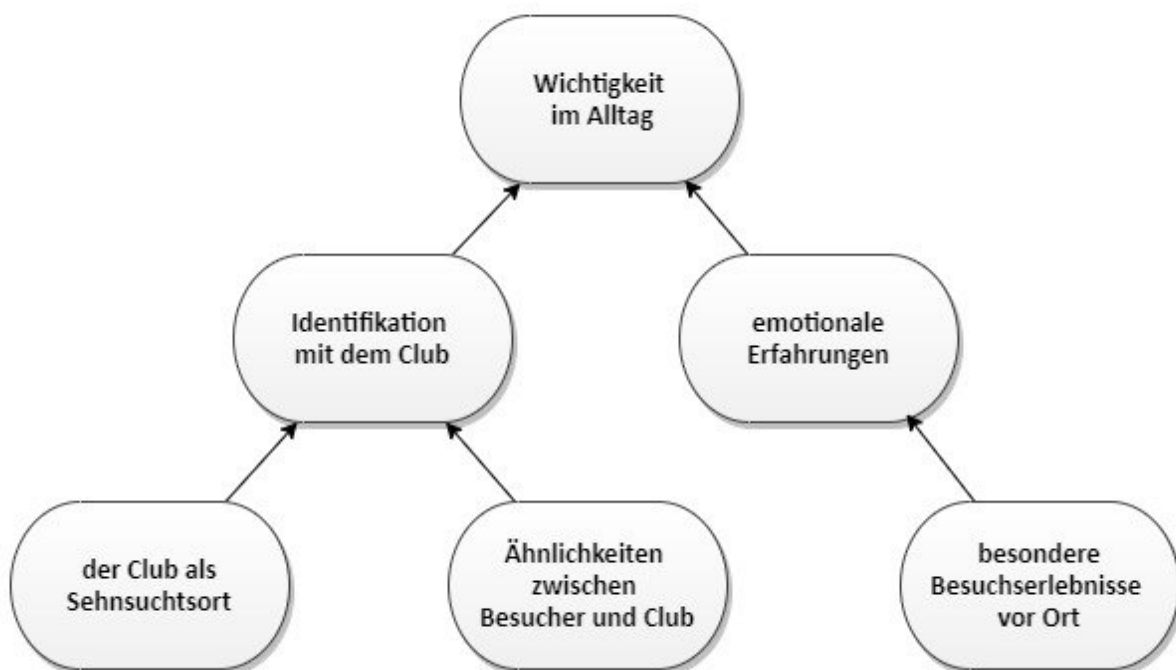 Wichtigkeit
im Alltag
Identifikation
mit dem Club
emotionale
Erfahrungen
der Club als
Sehnsuchtsort
Ähnlichkeiten
zwischen
Besucher und Club
besondere
Besuchserlebnisse
vor Ort